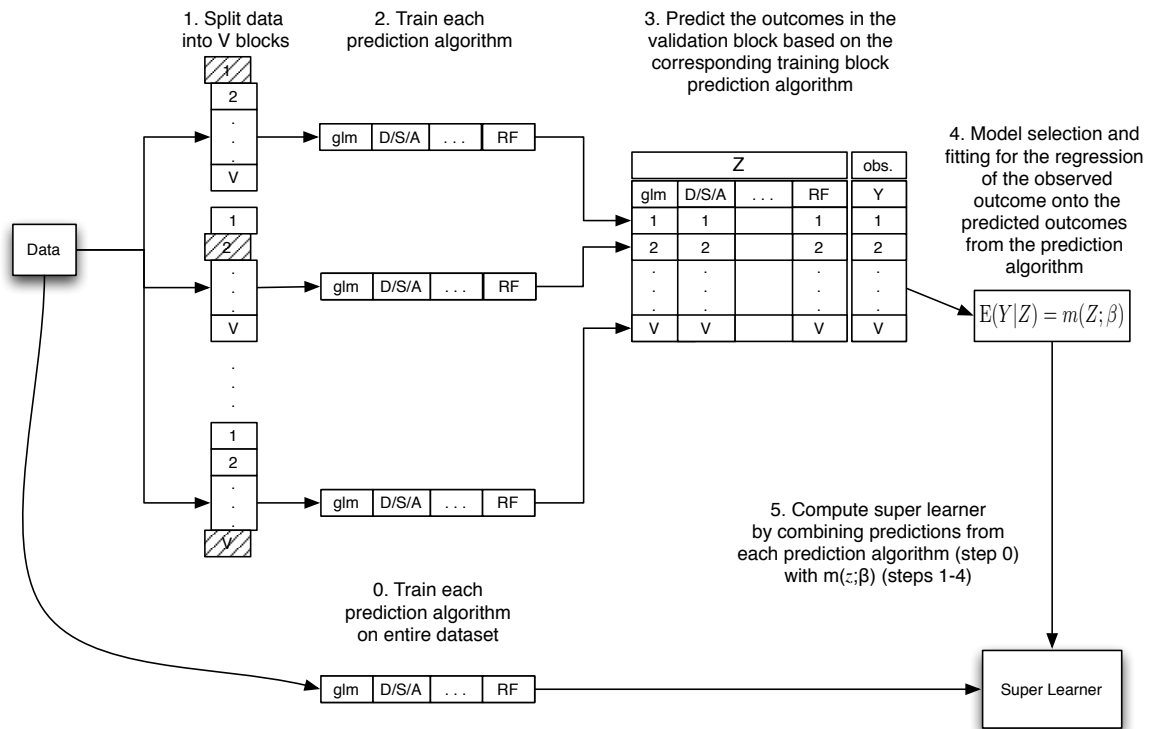 1. Split data
into V blocks
2. Train each
prediction algorithm
3. Predict the outcomes in the
validation block based on the
corresponding training block
prediction algorithm
4. Model selection and
fitting for the regression
of the observed
outcome onto the
predicted outcomes
from the prediction
algorithm
Data
1
2
.
.
.
V
glm D/S/A . . . RF
1
2
.
.
.
V
glm D/S/A . . . RF
.
.
.
1
2
.
.
.
V
glm D/S/A . . . RF
Z obs.
glm D/S/A . . . RF Y
1 1 1 1
2 2 2 2
. . . .
. . . .
. . . .
V V V V
E(Y|Z) = m(Z; β)
5. Compute super learner
by combining predictions from
each prediction algorithm (step 0)
with m(z;β) (steps 1-4)
0. Train each
prediction algorithm
on entire dataset
glm D/S/A . . . RF
Super Learner